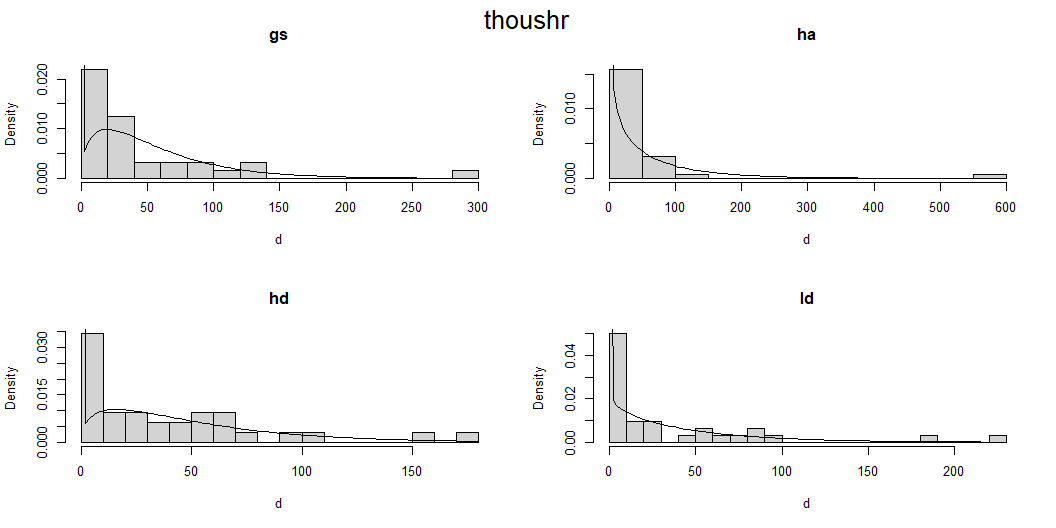 thoushr
gs
Density
0.000 0.010 0.020
0 50 100 150 200 250 300
d
ha
Density
0.000 0.010
0 100 200 300 400 500 600
d
hd
Density
0.000 0.015 0.030
0 50 100 150
d
ld
Density
0.00 0.02 0.04
0 50 100 150 200
d